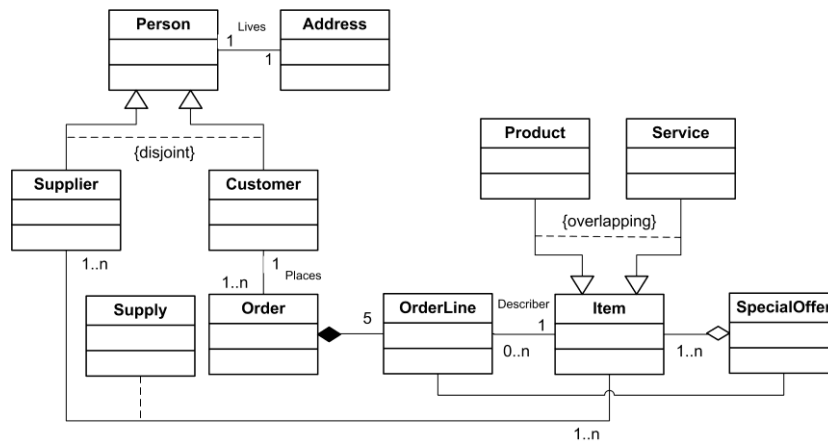 Person
Address
1
Lives
1
Product
Service
{disjoint}
{overlapping}
Supplier
Customer
1..n
1
Places
1..n
Supply
Order
5
OrderLine
Describer
1
0..n
Item
1..n
SpecialOffer
1..n